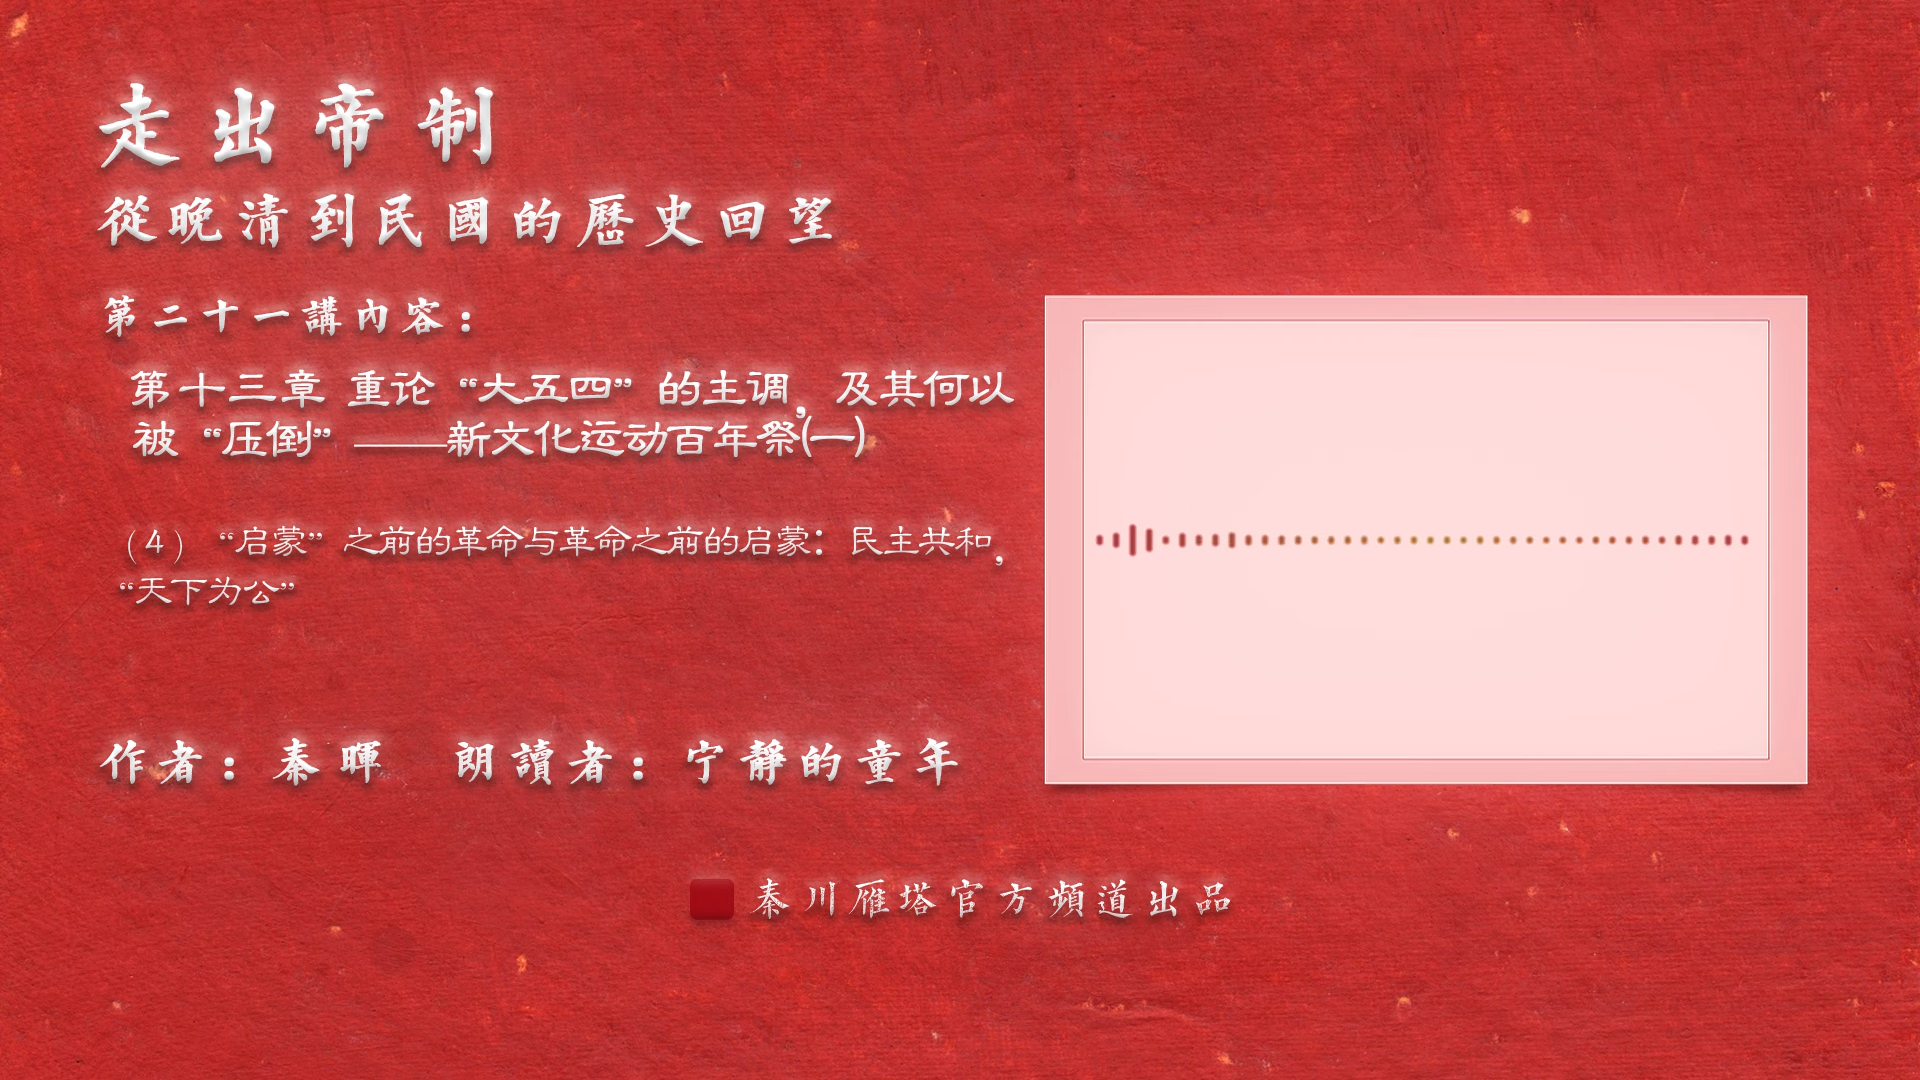 走出帝制
從晚清到民國的歷史回望
第二十一講內容：
第十三章 重论“大五四”的主调，及其何以
被“压倒”——新文化运动百年祭(一)
（4）“启蒙”之前的革命与革命之前的启蒙：民主共和，
“天下为公”
作者：秦暉 朗讀者：宁靜的童年
秦川雁塔官方頻道出品